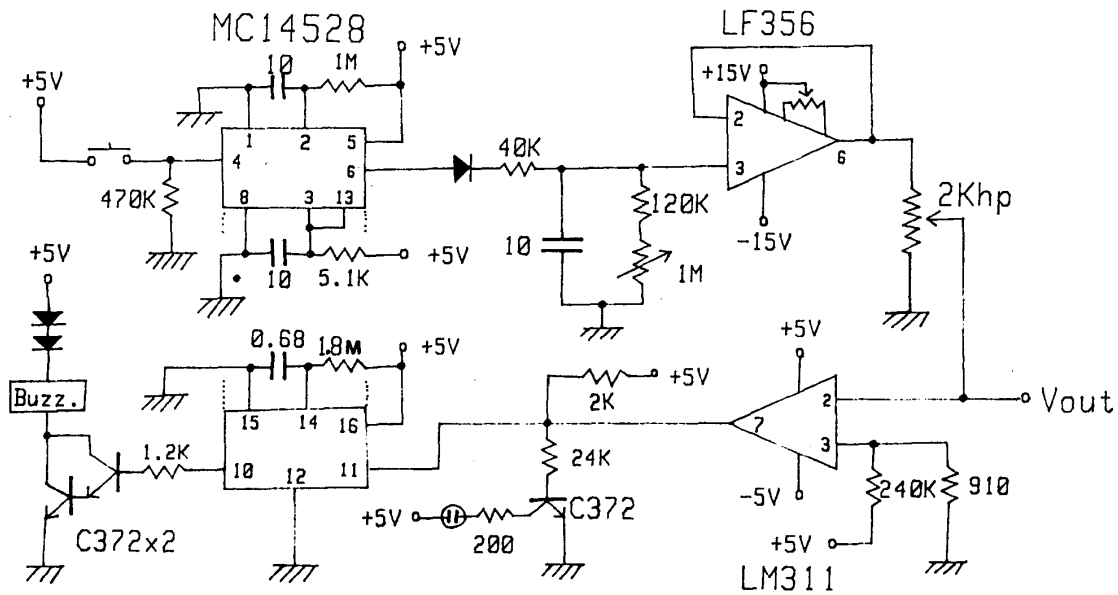 MC14528
LF356
+5V
10
1M
+5V
+15V
1
2
5
4
6
8
3
13
470K
40K
2
3
6
120K
10
1M
-15V
2Khp
10
5.1K
+5V
+5V
0.68
1.8M
+5V
Buzz.
15
14
16
10
12
11
1.2K
C372x2
+5V
2K
24K
+5V
200
C372
+5V
7
2
3
-5V
Vout
240K
910
+5V
LM311